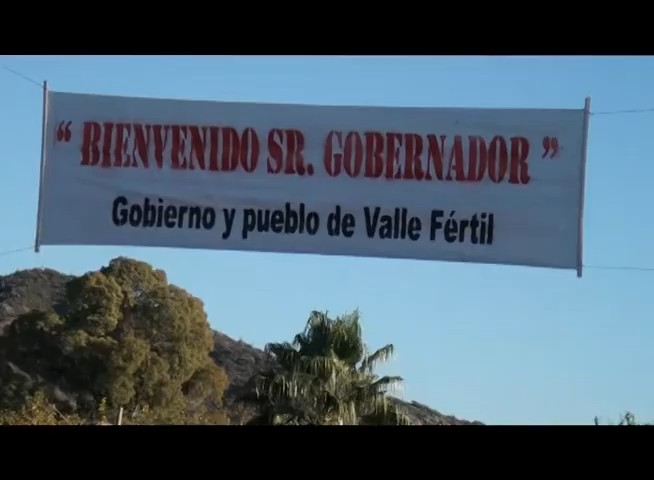 " BIENVENIDO SR. GOBERNADOR "
Gobierno y pueblo de Valle Fértil